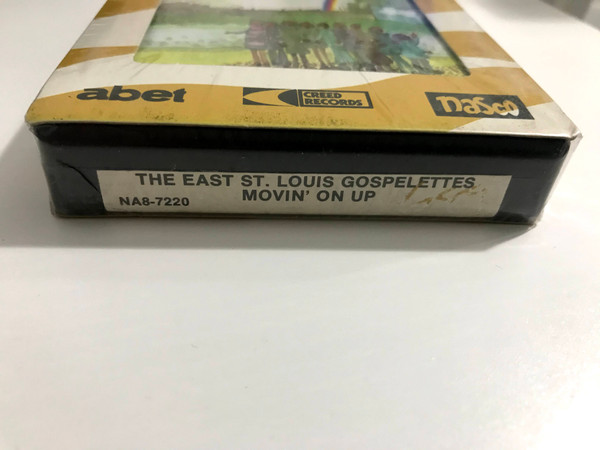 abet
CREED
RECORDS
nasco
THE EAST ST. LOUIS GOSPELETTES
NA8-7220 MOVIN' ON UP